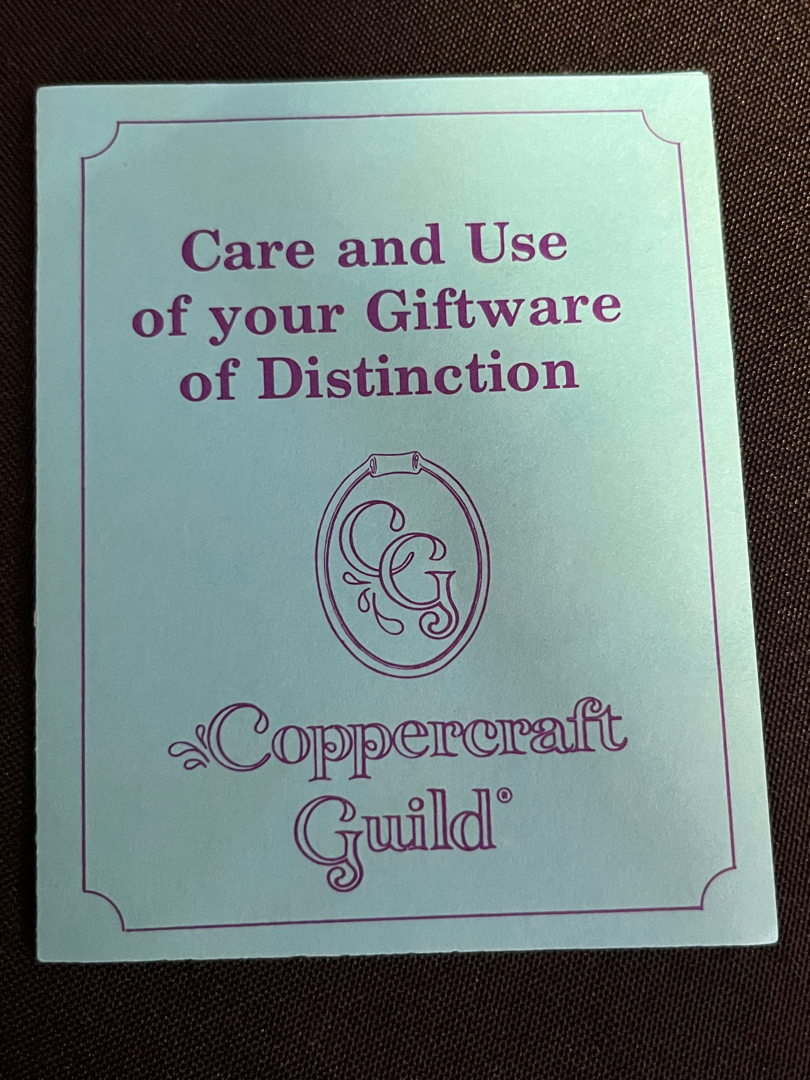 Care and Use
of your Giftware
of Distinction
CG
Coppercraft
Guild®